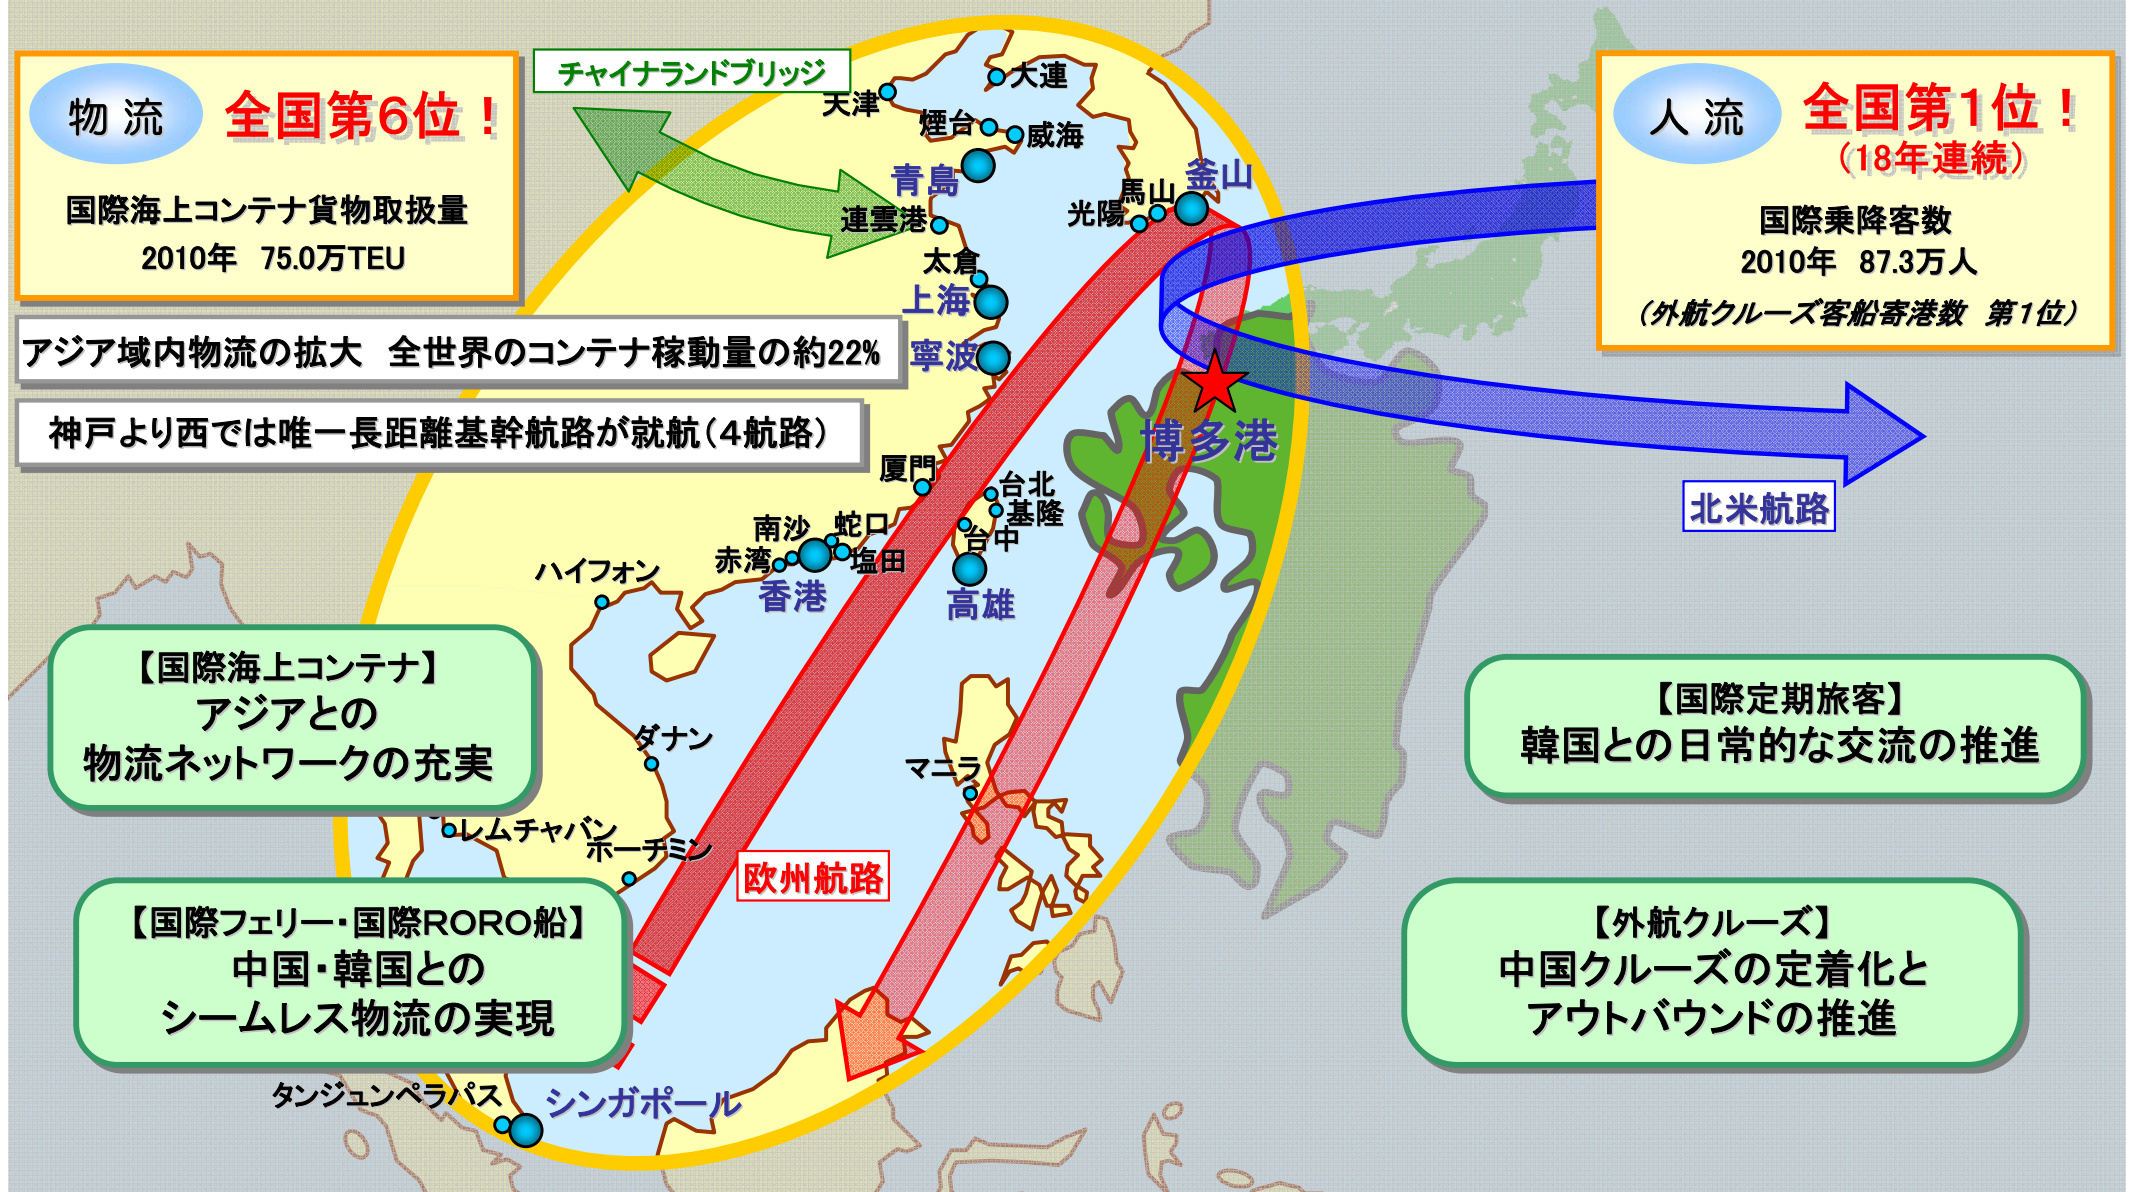 物 流
全国第6位！
国際海上コンテナ貨物取扱量
2010年　75.0万TEU
チャイナランドブリッジ
人 流
全国第１位！
（18年連続）
国際乗降客数
2010年　87.3万人
（外航クルーズ客船寄港数　第１位）
アジア域内物流の拡大　全世界のコンテナ稼動量の約22%
神戸より西では唯一長距離基幹航路が就航（４航路）
大連
天津
煙台
威海
青島
連雲港
釜山
馬山
光陽
太倉
上海
寧波
博多港
厦門
台北
基隆
台中
高雄
南沙
蛇口
赤湾
塩田
香港
ハイフォン
北米航路
【国際海上コンテナ】
アジアとの
物流ネットワークの充実
【国際定期旅客】
韓国との日常的な交流の推進
ダナン
マニラ
レムチャバン
ホーチミン
欧州航路
【国際フェリー・国際ＲＯＲＯ船】
中国・韓国との
シームレス物流の実現
【外航クルーズ】
中国クルーズの定着化と
アウトバウンドの推進
タンジュンペラパス
シンガポール